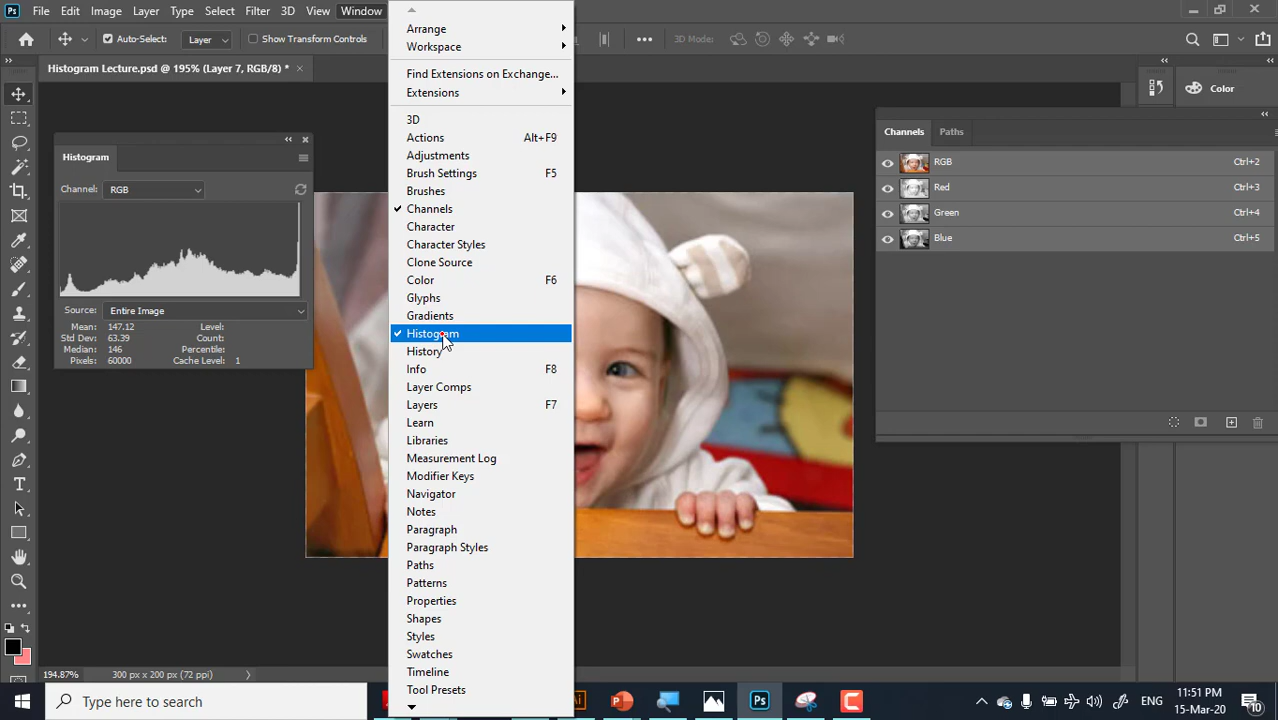 Ps File Edit Image Layer Type Select Filter 3D View Window
Auto-Select: Layer Show Transform Controls 3D Mode:
Histogram Lecture.psd @ 195% (Layer 7, RGB/8) *
Arrange
Workspace
Find Extensions on Exchange...
Extensions
3D
Actions Alt+F9
Adjustments
Brush Settings F5
Brushes
Channels
Character
Character Styles
Clone Source
Color F6
Glyphs
Gradients
Histogram
History
Info F8
Layer Comps
Layers F7
Learn
Libraries
Measurement Log
Modifier Keys
Navigator
Notes
Paragraph
Paragraph Styles
Paths
Patterns
Properties
Shapes
Styles
Swatches
Timeline
Tool Presets
Histogram
Channel: RGB
Source: Entire Image
Mean: 147.12 Level:
Std Dev: 63.39 Count:
Median: 146 Percentile:
Pixels: 60000 Cache Level: 1
Color
Channels Paths
RGB Ctrl+2
Red Ctrl+3
Green Ctrl+4
Blue Ctrl+5
194.87% 300 px x 200 px (72 ppi)
Type here to search
Ai
Ps
ENG
11:51 PM
15-Mar-20
10